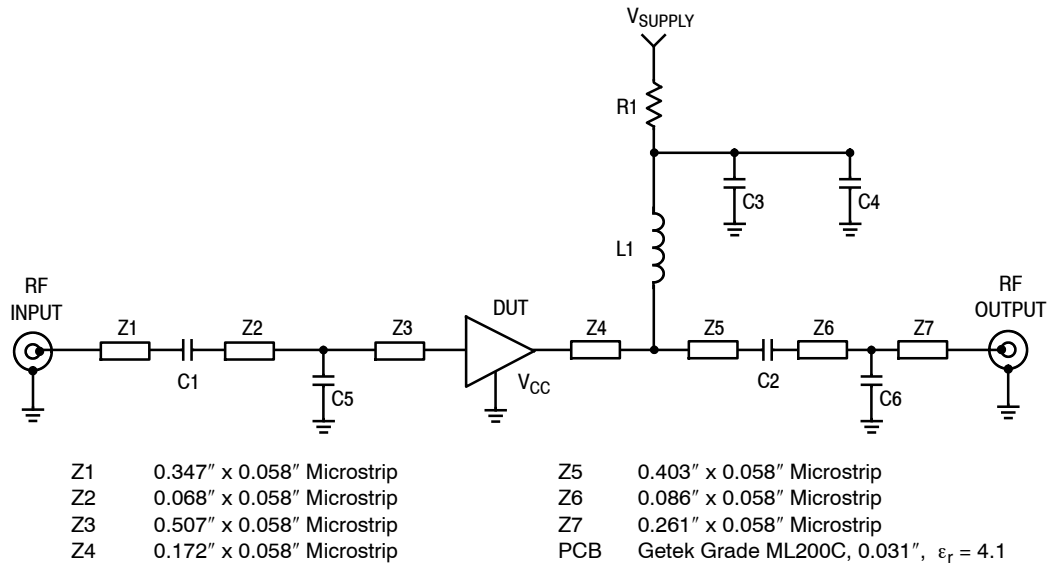 VSUPPLY
R1
C3
C4
L1
RF
INPUT
RF
OUTPUT
DUT
Z1
Z2
Z3
Z4
Z5
Z6
Z7
C1
C5
VCC
C2
C6
Z1 0.347″ x 0.058″ Microstrip
Z2 0.068″ x 0.058″ Microstrip
Z3 0.507″ x 0.058″ Microstrip
Z4 0.172″ x 0.058″ Microstrip
Z5 0.403″ x 0.058″ Microstrip
Z6 0.086″ x 0.058″ Microstrip
Z7 0.261″ x 0.058″ Microstrip
PCB Getek Grade ML200C, 0.031″, εr = 4.1